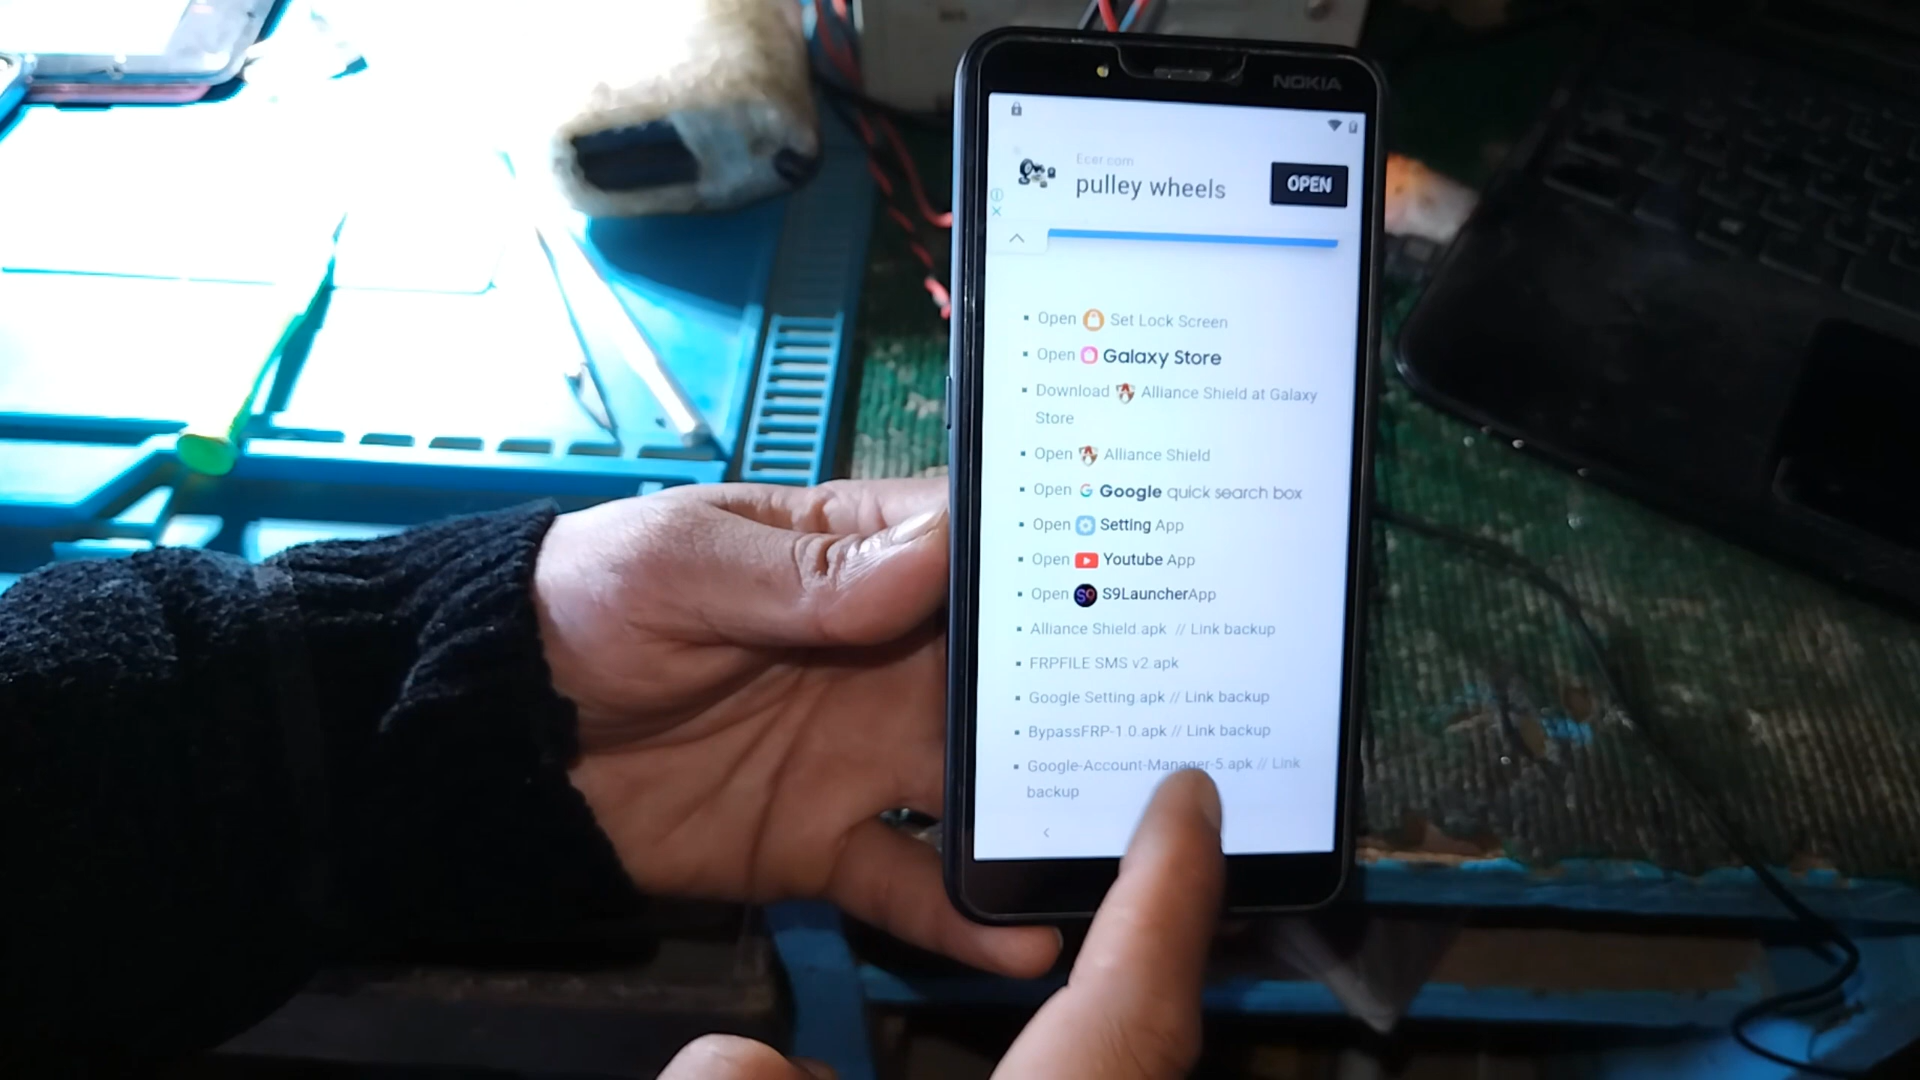 NOKIA
Ecer.com
pulley wheels
OPEN
Open Set Lock Screen
Open Galaxy Store
Download Alliance Shield at Galaxy
Store
Open Alliance Shield
Open G Google quick search box
Open Setting App
Open Youtube App
Open S9 S9LauncherApp
Alliance Shield.apk // Link backup
FRPFILE SMS v2.apk
Google Setting.apk // Link backup
BypassFRP-1.0.apk // Link backup
Google-Account-Manager-5.apk // Link
backup